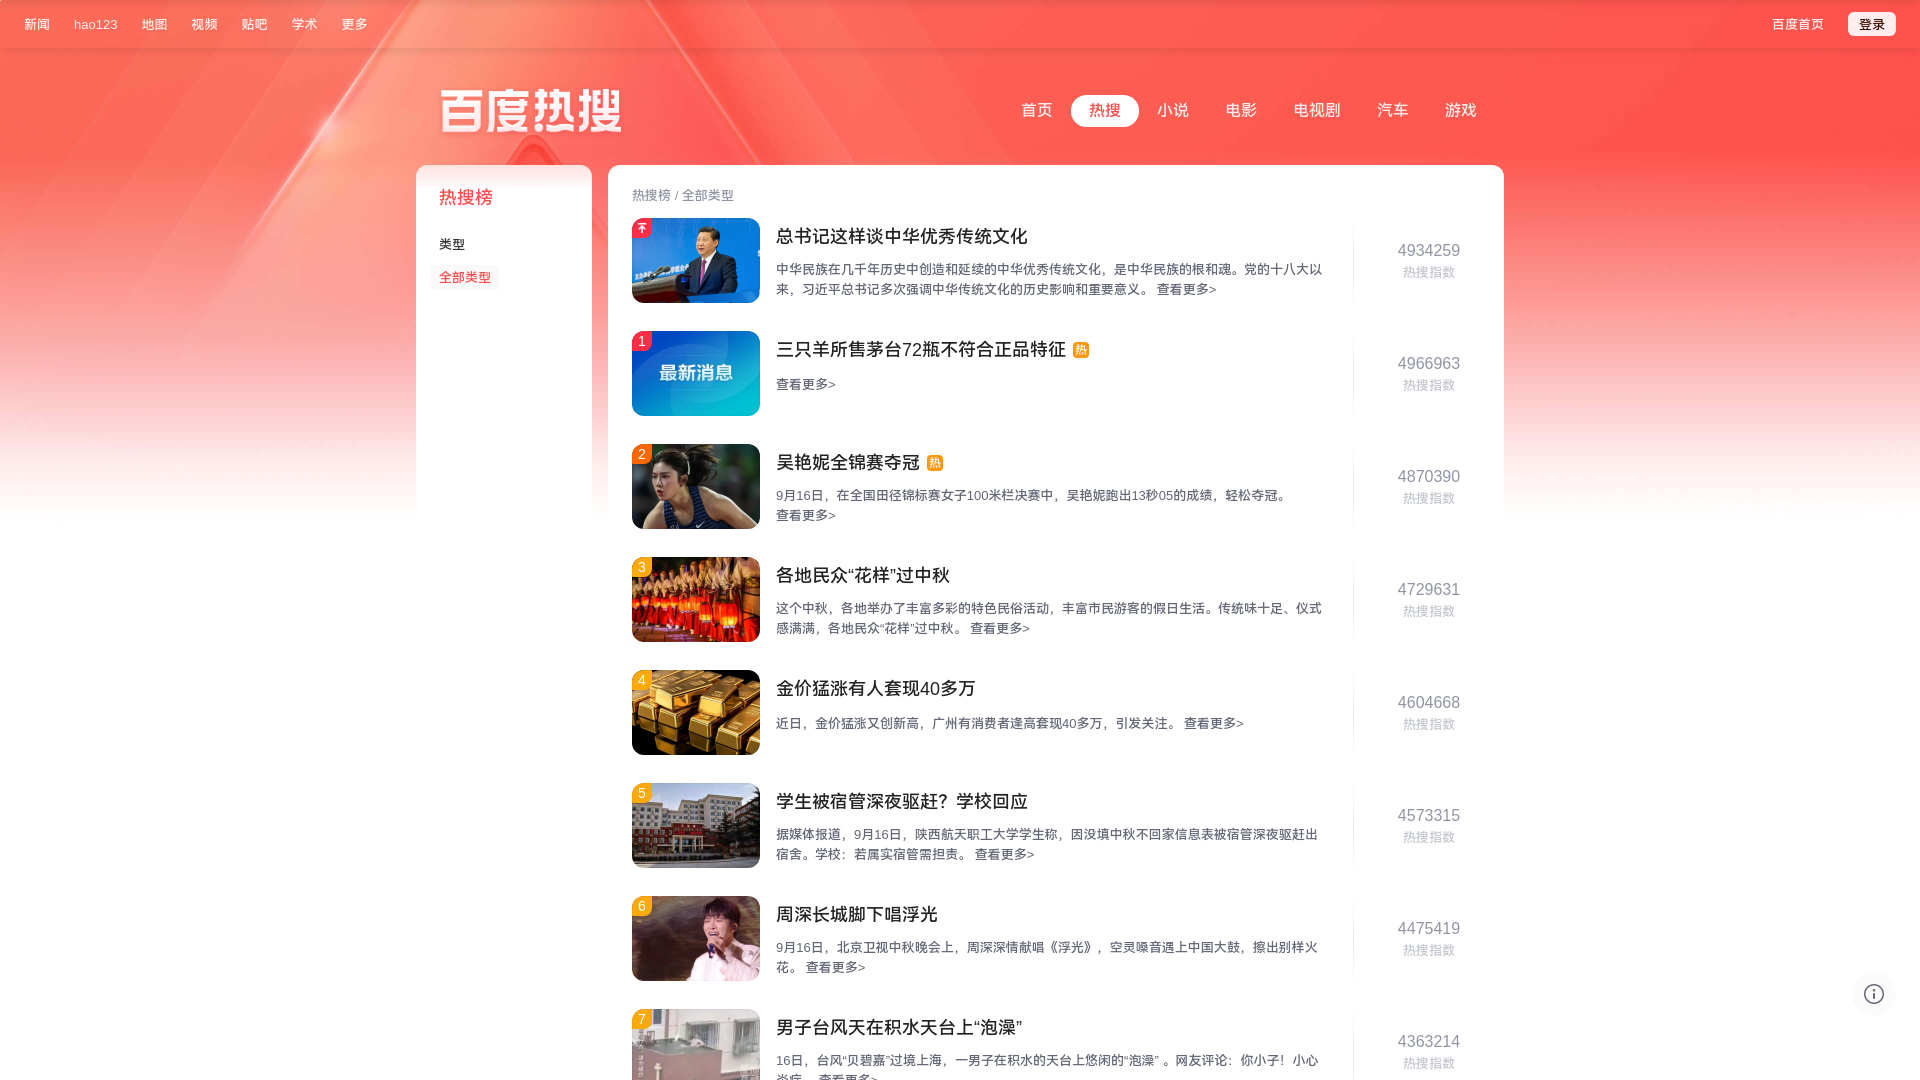 新闻 hao123 地图 视频 贴吧 学术 更多 百度首页 登录
百度热搜
首页 热搜 小说 电影 电视剧 汽车 游戏
热搜榜
类型
全部类型
热搜榜 / 全部类型
总书记这样谈中华优秀传统文化
中华民族在几千年历史中创造和延续的中华优秀传统文化，是中华民族的根和魂。党的十八大以
来，习近平总书记多次强调中华传统文化的历史影响和重要意义。 查看更多>
4934259
热搜指数
1
最新消息
三只羊所售茅台72瓶不符合正品特征 热
查看更多>
4966963
热搜指数
2
吴艳妮全锦赛夺冠 热
9月16日，在全国田径锦标赛女子100米栏决赛中，吴艳妮跑出13秒05的成绩，轻松夺冠。
查看更多>
4870390
热搜指数
3
各地民众“花样”过中秋
这个中秋，各地举办了丰富多彩的特色民俗活动，丰富市民游客的假日生活。传统味十足、仪式
感满满，各地民众“花样”过中秋。 查看更多>
4729631
热搜指数
4
金价猛涨有人套现40多万
近日，金价猛涨又创新高，广州有消费者逢高套现40多万，引发关注。 查看更多>
4604668
热搜指数
5
学生被宿管深夜驱赶？学校回应
据媒体报道，9月16日，陕西航天职工大学学生称，因没填中秋不回家信息表被宿管深夜驱赶出
宿舍。学校：若属实宿管需担责。 查看更多>
4573315
热搜指数
6
周深长城脚下唱浮光
9月16日，北京卫视中秋晚会上，周深深情献唱《浮光》，空灵嗓音遇上中国大鼓，擦出别样火
花。 查看更多>
4475419
热搜指数
7
男子台风天在积水天台上“泡澡”
16日，台风“贝碧嘉”过境上海，一男子在积水的天台上悠闲的“泡澡” 。网友评论：你小子！小心
查看更多>
4363214
热搜指数